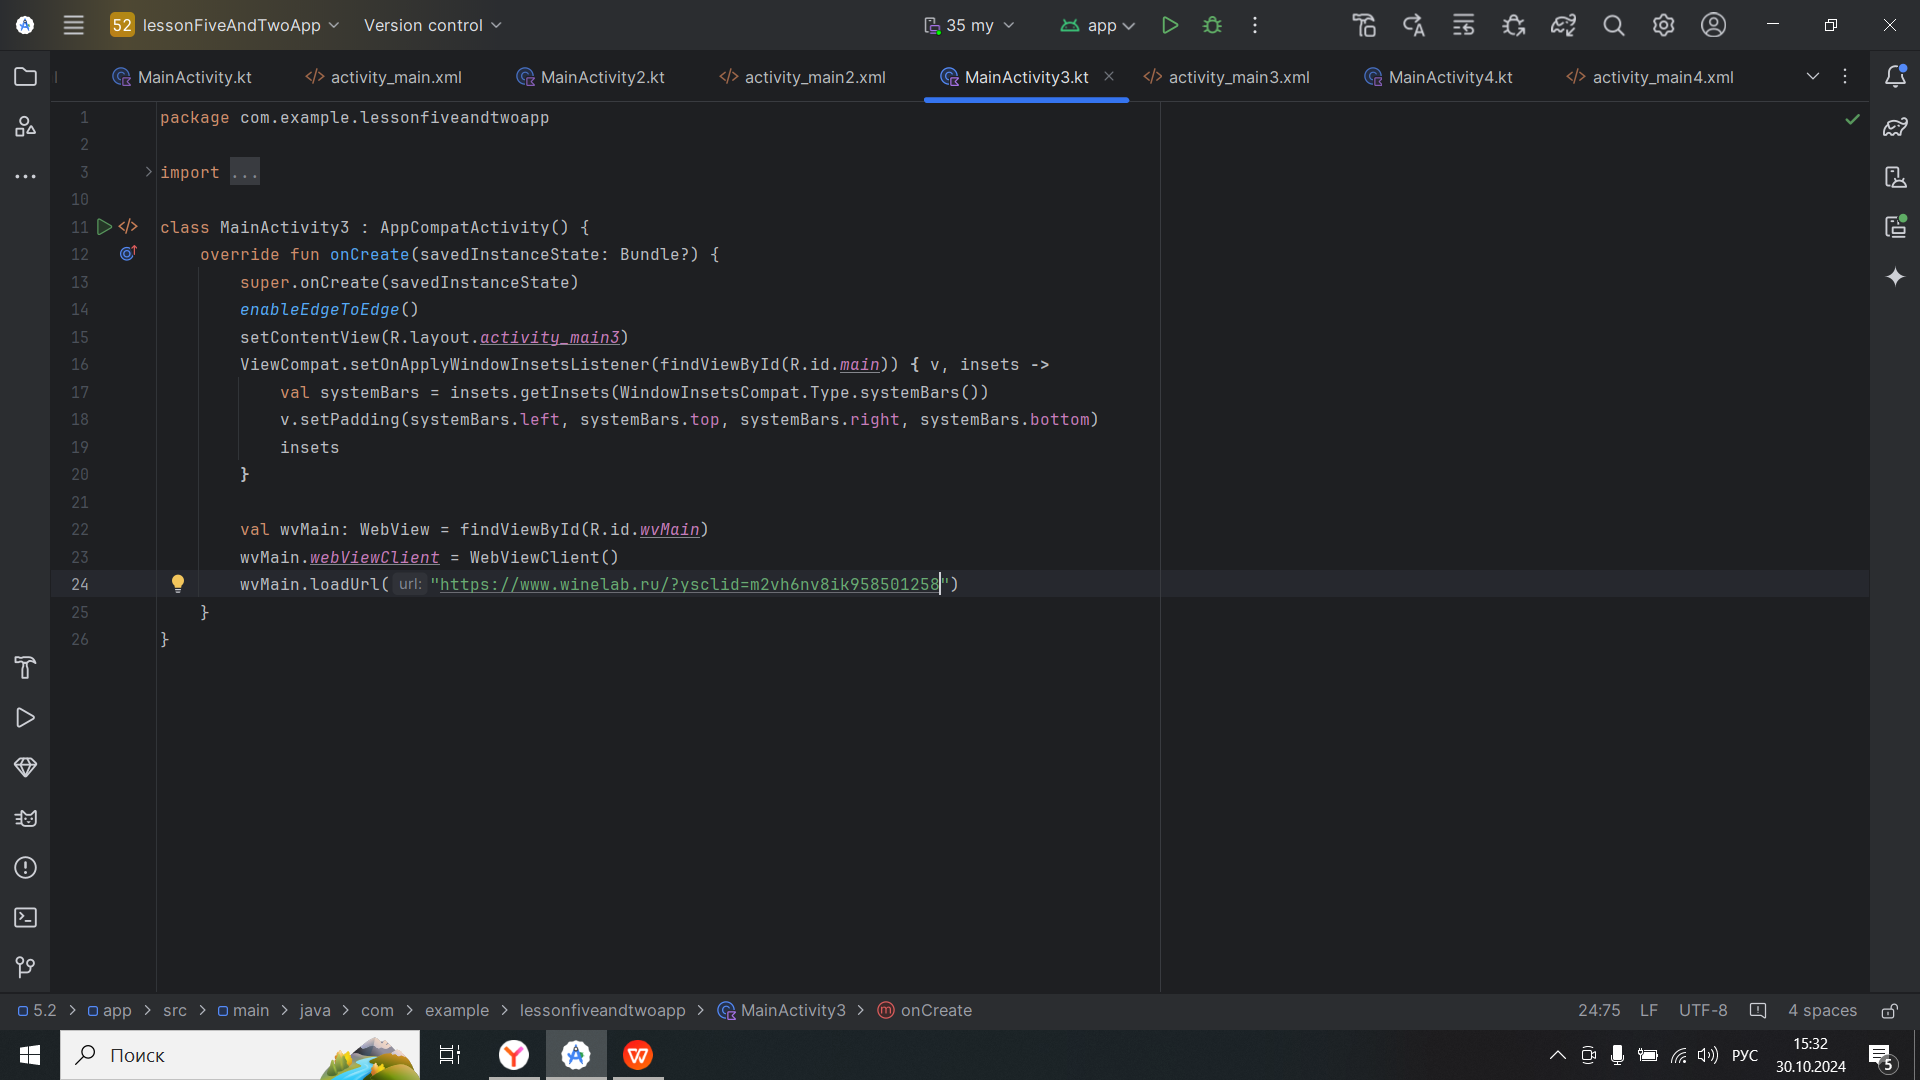 52 lessonFiveAndTwoApp Version control 35 my app
MainActivity.kt activity_main.xml MainActivity2.kt activity_main2.xml MainActivity3.kt activity_main3.xml MainActivity4.kt activity_main4.xml
1 package com.example.lessonfiveandtwoapp
2
3 import ...
10
11 class MainActivity3 : AppCompatActivity() {
12 override fun onCreate(savedInstanceState: Bundle?) {
13 super.onCreate(savedInstanceState)
14 enableEdgeToEdge()
15 setContentView(R.layout.activity_main3)
16 ViewCompat.setOnApplyWindowInsetsListener(findViewById(R.id.main)) { v, insets ->
17 val systemBars = insets.getInsets(WindowInsetsCompat.Type.systemBars())
18 v.setPadding(systemBars.left, systemBars.top, systemBars.right, systemBars.bottom)
19 insets
20 }
21
22 val wvMain: WebView = findViewById(R.id.wvMain)
23 wvMain.webViewClient = WebViewClient()
24 wvMain.loadUrl( url: "https://www.winelab.ru/?ysclid=m2vh6nv8ik958501258")
25 }
26 }
5.2 > app > src > main > java > com > example > lessonfiveandtwoapp > MainActivity3 > onCreate 24:75 LF UTF-8 4 spaces
Поиск РУС 15:32
30.10.2024 5